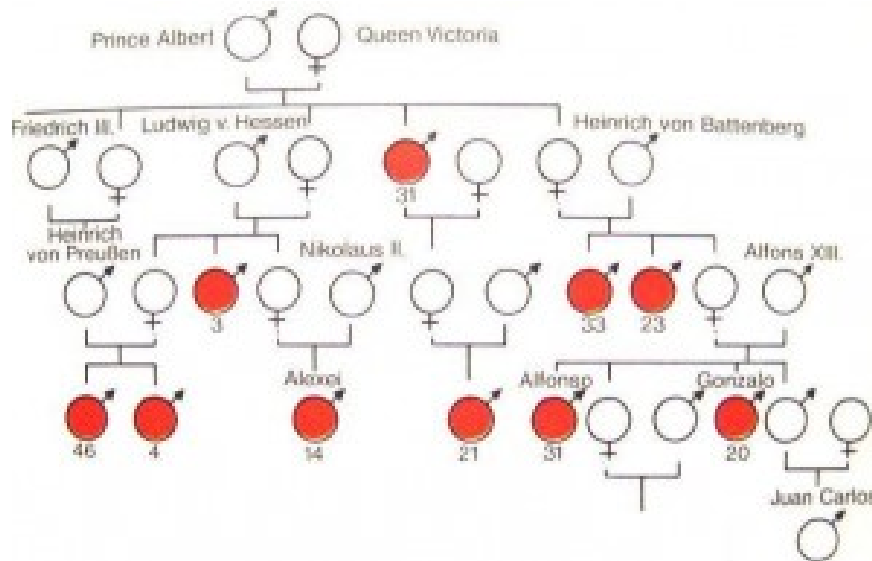 Prince Albert
Queen Victoria
Friedrich III.
Ludwig v. Hessen
Heinrich von Battenberg
31
Heinrich
von Preußen
Nikolaus II.
Alfons XIII.
3
33
23
Alexei
Alfonso
Gonzalo
46
4
14
21
31
20
Juan Carlos